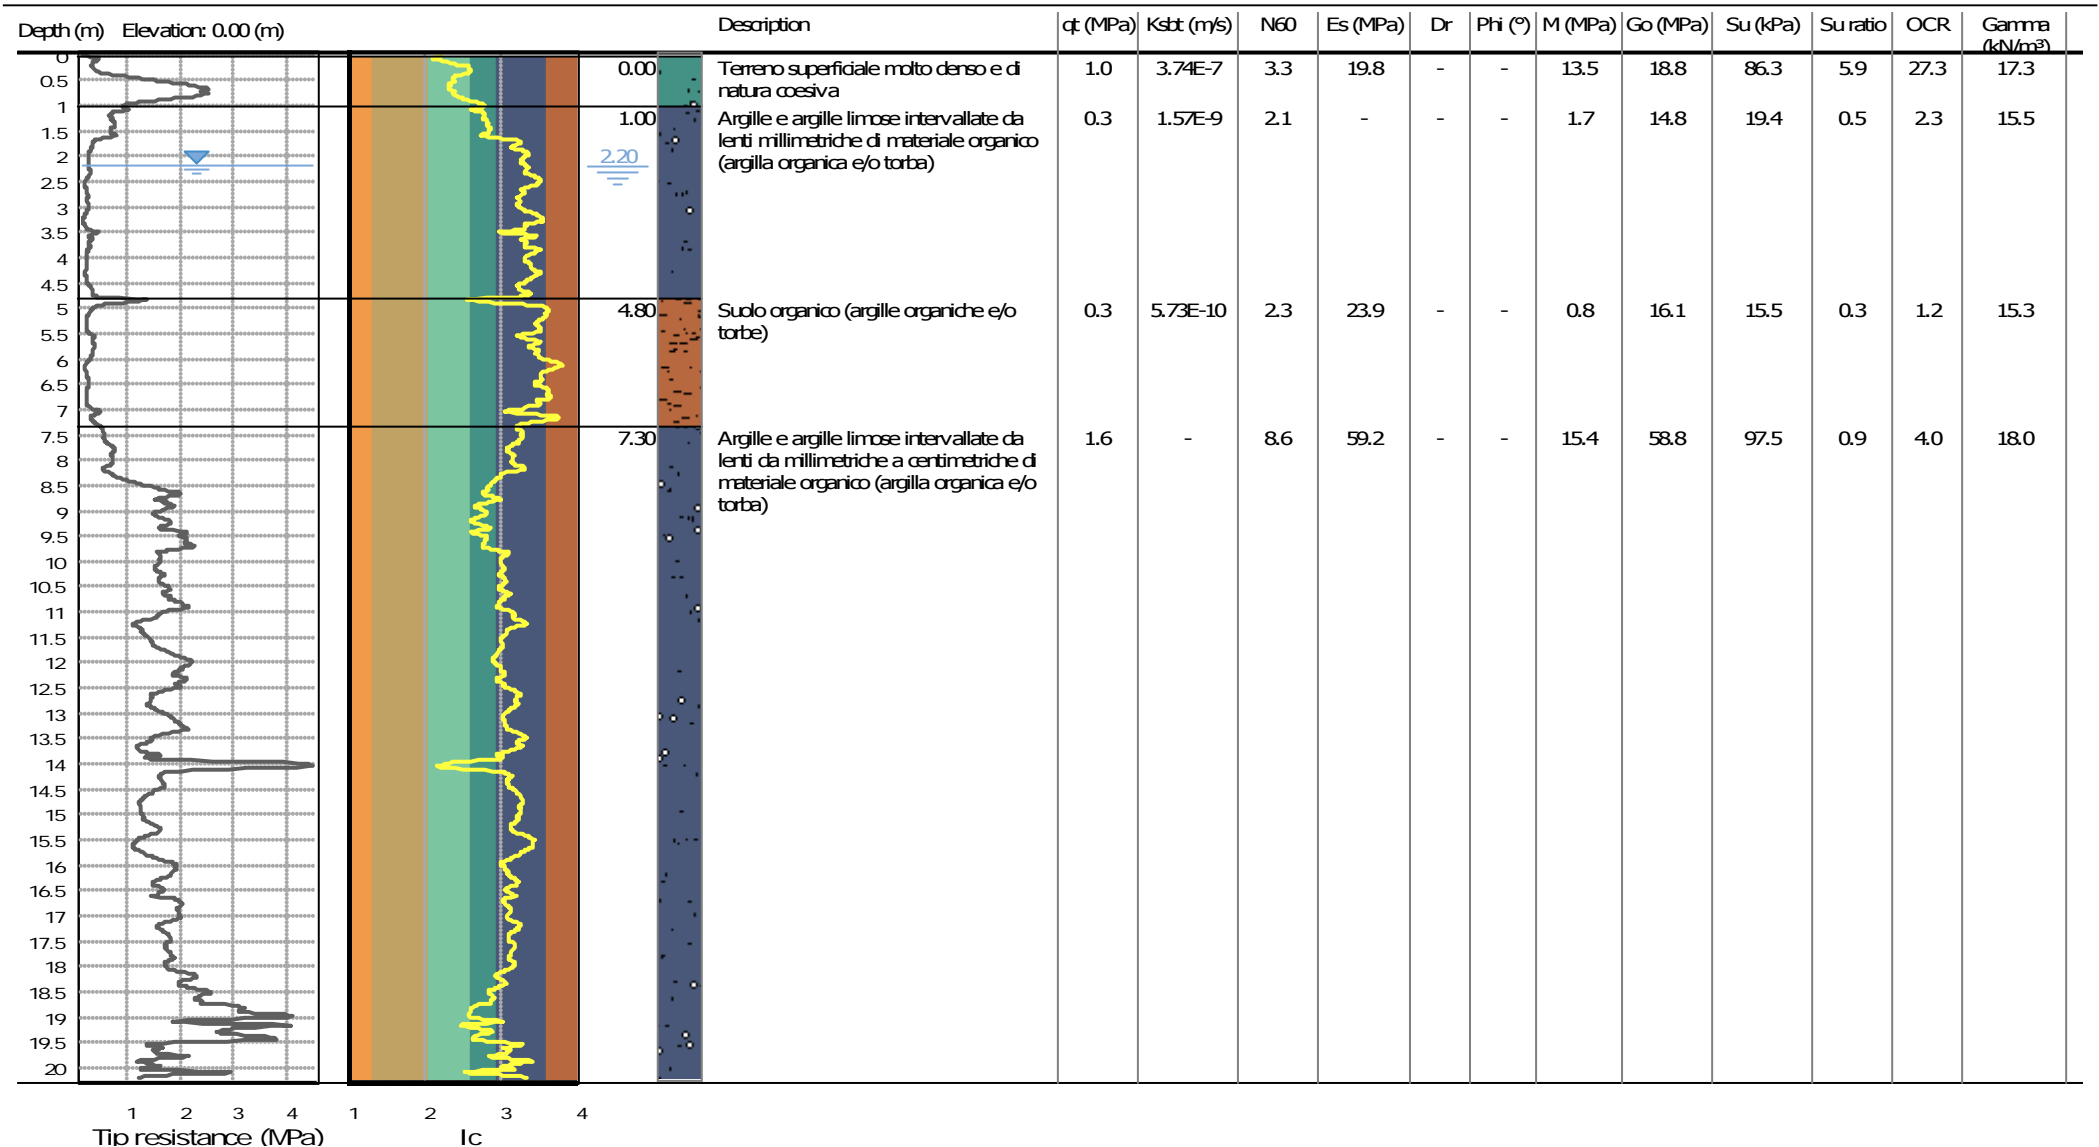 Depth (m) Elevation: 0.00 (m) Description qt (MPa) Ksbt (m/s) N60 Es (MPa) Dr Phi (º) M (MPa) Go (MPa) Su (kPa) Su ratio OCR Gamma
(kN/m³)
0
0.00 Terreno superficiale molto denso e di 1.0 3.74E-7 3.3 19.8 - - 13.5 18.8 86.3 5.9 27.3 17.3
0.5
natura coesiva
1
1.00 Argille e argille limose intervallate da 0.3 1.57E-9 2.1 - - - 1.7 14.8 19.4 0.5 2.3 15.5
1.5
lenti millimetriche di materiale organico
2
2.20
(argilla organica e/o torba)
2.5
3
3.5
4
4.5
5
4.80 Suolo organico (argille organiche e/o 0.3 5.73E-10 2.3 23.9 - - 0.8 16.1 15.5 0.3 1.2 15.3
5.5
torbe)
6
6.5
7
7.5
7.30 Argille e argille limose intervallate da 1.6 - 8.6 59.2 - - 15.4 58.8 97.5 0.9 4.0 18.0
8
lenti da millimetriche a centimetriche di
8.5
materiale organico (argilla organica e/o
torba)
9
9.5
10
10.5
11
11.5
12
12.5
13
13.5
14
14.5
15
15.5
16
16.5
17
17.5
18
18.5
19
19.5
20
1 2 3 4 1 2 3 4
Tip resistance (MPa) Ic